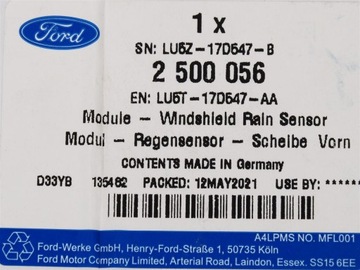 1 x
Ford
SN: LU5Z-17D547-B
2 500 056
EN: LU5T-17D547-AA
Module - Windshield Rain Sensor
Modul - Regensensor - Scheibe Vorn
CONTENTS MADE IN Germany
D33YB 135462 PACKED: 12MAY2021 USE BY: ******
A4LPMS NO. MFL001
Ford-Werke GmbH, Henry-Ford-Straße 1, 50735 Köln
Ford Motor Company Limited, Arterial Road, Laindon, Essex. SS15 6EE